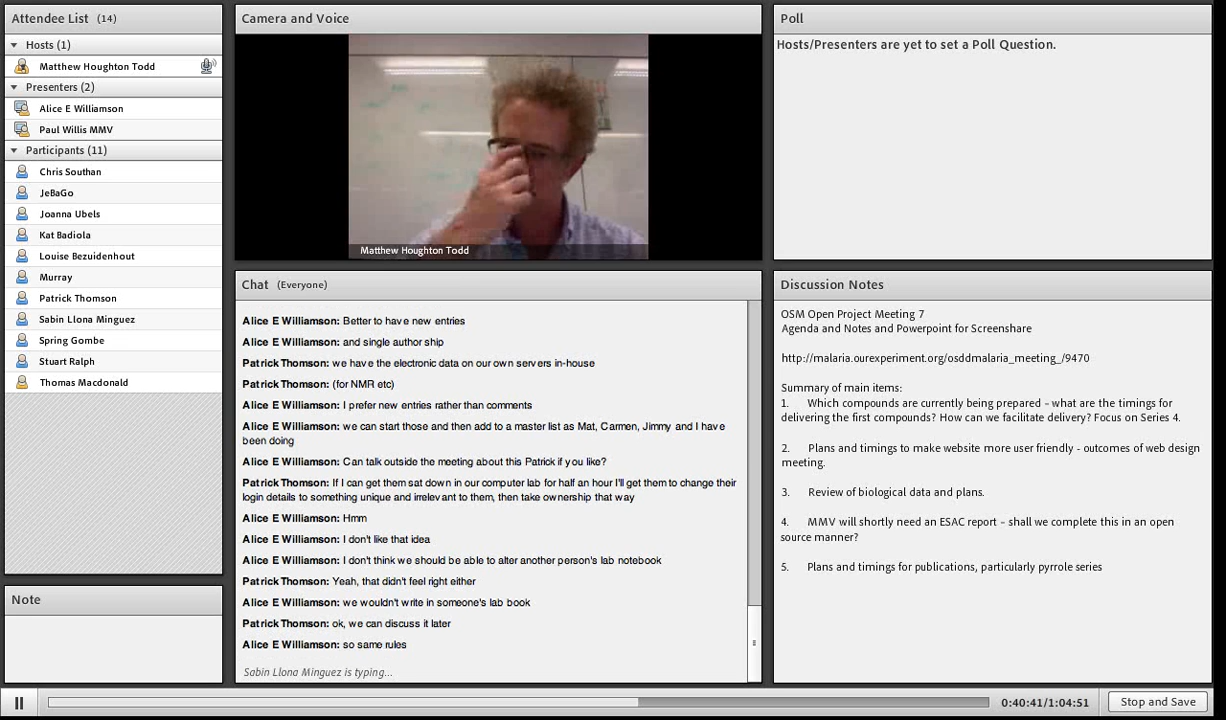 Attendee List (14)
Hosts (1)
Matthew Houghton Todd
Presenters (2)
Alice E Williamson
Paul Willis MMV
Participants (11)
Chris Southan
JeBaGo
Joanna Ubels
Kat Badiola
Louise Bezuidenhout
Murray
Patrick Thomson
Sabin Llona Minguez
Spring Gombe
Stuart Ralph
Thomas Macdonald
Note
Camera and Voice
Matthew Houghton Todd
Chat (Everyone)
Alice E Williamson: Better to have new entries
Alice E Williamson: and single author ship
Patrick Thomson: we have the electronic data on our own servers in-house
Patrick Thomson: (for NMR etc)
Alice E Williamson: I prefer new entries rather than comments
Alice E Williamson: we can start those and then add to a master list as Mat, Carmen, Jimmy and I have
been doing
Alice E Williamson: Can talk outside the meeting about this Patrick if you like?
Patrick Thomson: If I can get them sat down in our computer lab for half an hour I'll get them to change their
login details to something unique and irrelevant to them, then take ownership that way
Alice E Williamson: Hmm
Alice E Williamson: I don't like that idea
Alice E Williamson: I don't think we should be able to alter another person's lab notebook
Patrick Thomson: Yeah, that didn't feel right either
Alice E Williamson: we wouldn't write in someone's lab book
Patrick Thomson: ok, we can discuss it later
Alice E Williamson: so same rules
Sabin Llona Minguez is typing...
Poll
Hosts/Presenters are yet to set a Poll Question.
Discussion Notes
OSM Open Project Meeting 7
Agenda and Notes and Powerpoint for Screenshare
http://malaria.ourexperiment.org/osddmalaria_meeting_/9470
Summary of main items:
1. Which compounds are currently being prepared - what are the timings for
delivering the first compounds? How can we facilitate delivery? Focus on Series 4.
2. Plans and timings to make website more user friendly - outcomes of web design
meeting.
3. Review of biological data and plans.
4. MMV will shortly need an ESAC report - shall we complete this in an open
source manner?
5. Plans and timings for publications, particularly pyrrole series
0:40:41/1:04:51
Stop and Save